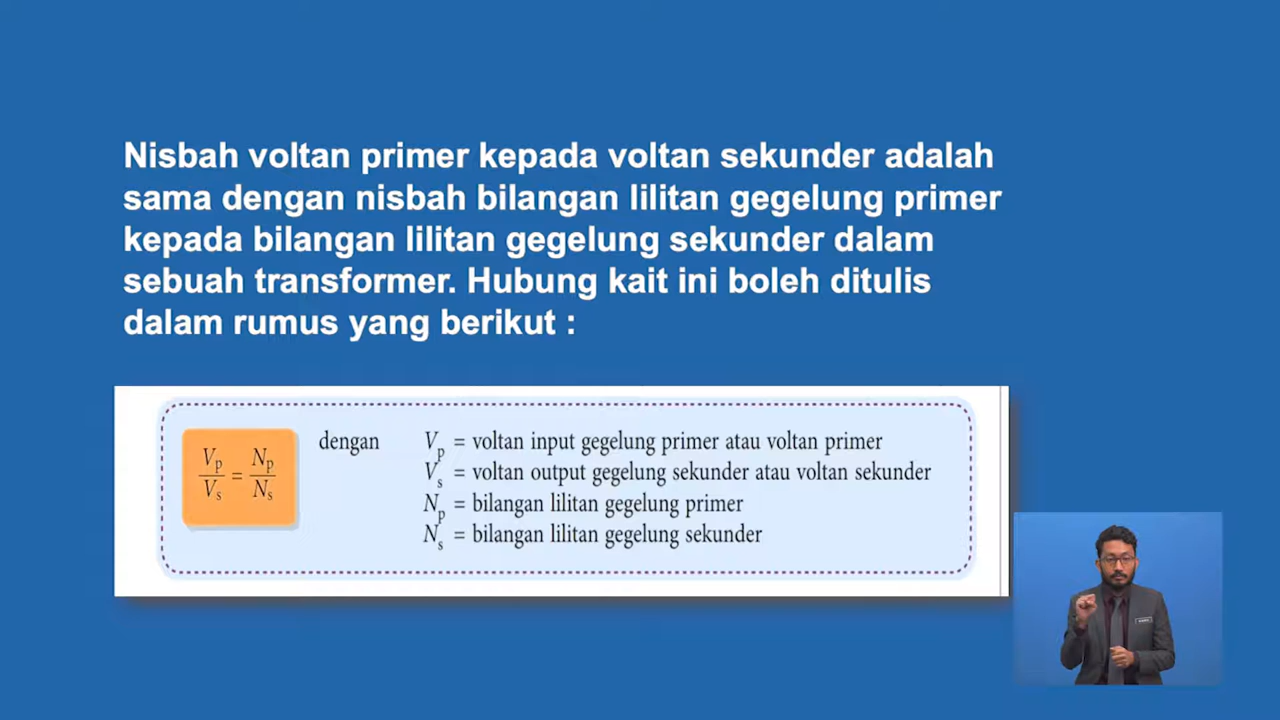 Nisbah voltan primer kepada voltan sekunder adalah
sama dengan nisbah bilangan lilitan gegelung primer
kepada bilangan lilitan gegelung sekunder dalam
sebuah transformer. Hubung kait ini boleh ditulis
dalam rumus yang berikut :
Vp/Vs = Np/Ns
dengan
Vp = voltan input gegelung primer atau voltan primer
Vs = voltan output gegelung sekunder atau voltan sekunder
Np = bilangan lilitan gegelung primer
Ns = bilangan lilitan gegelung sekunder